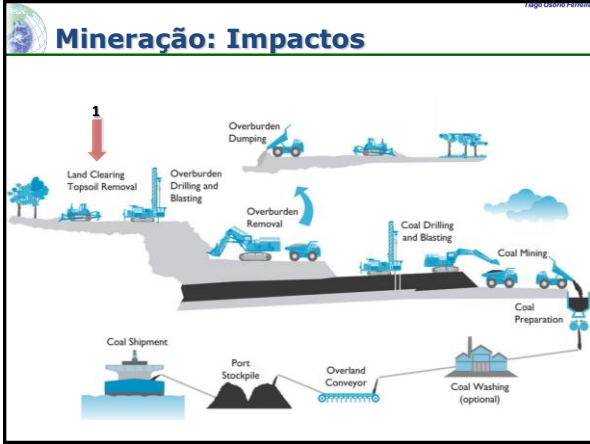 Tiago Osório Ferreira
Mineração: Impactos
1
Land Clearing
Topsoil Removal
Overburden
Drilling and
Blasting
Overburden
Dumping
Overburden
Removal
Coal Drilling
and Blasting
Coal Mining
Coal
Preparation
Coal Shipment
Port
Stockpile
Overland
Conveyor
Coal Washing
(optional)